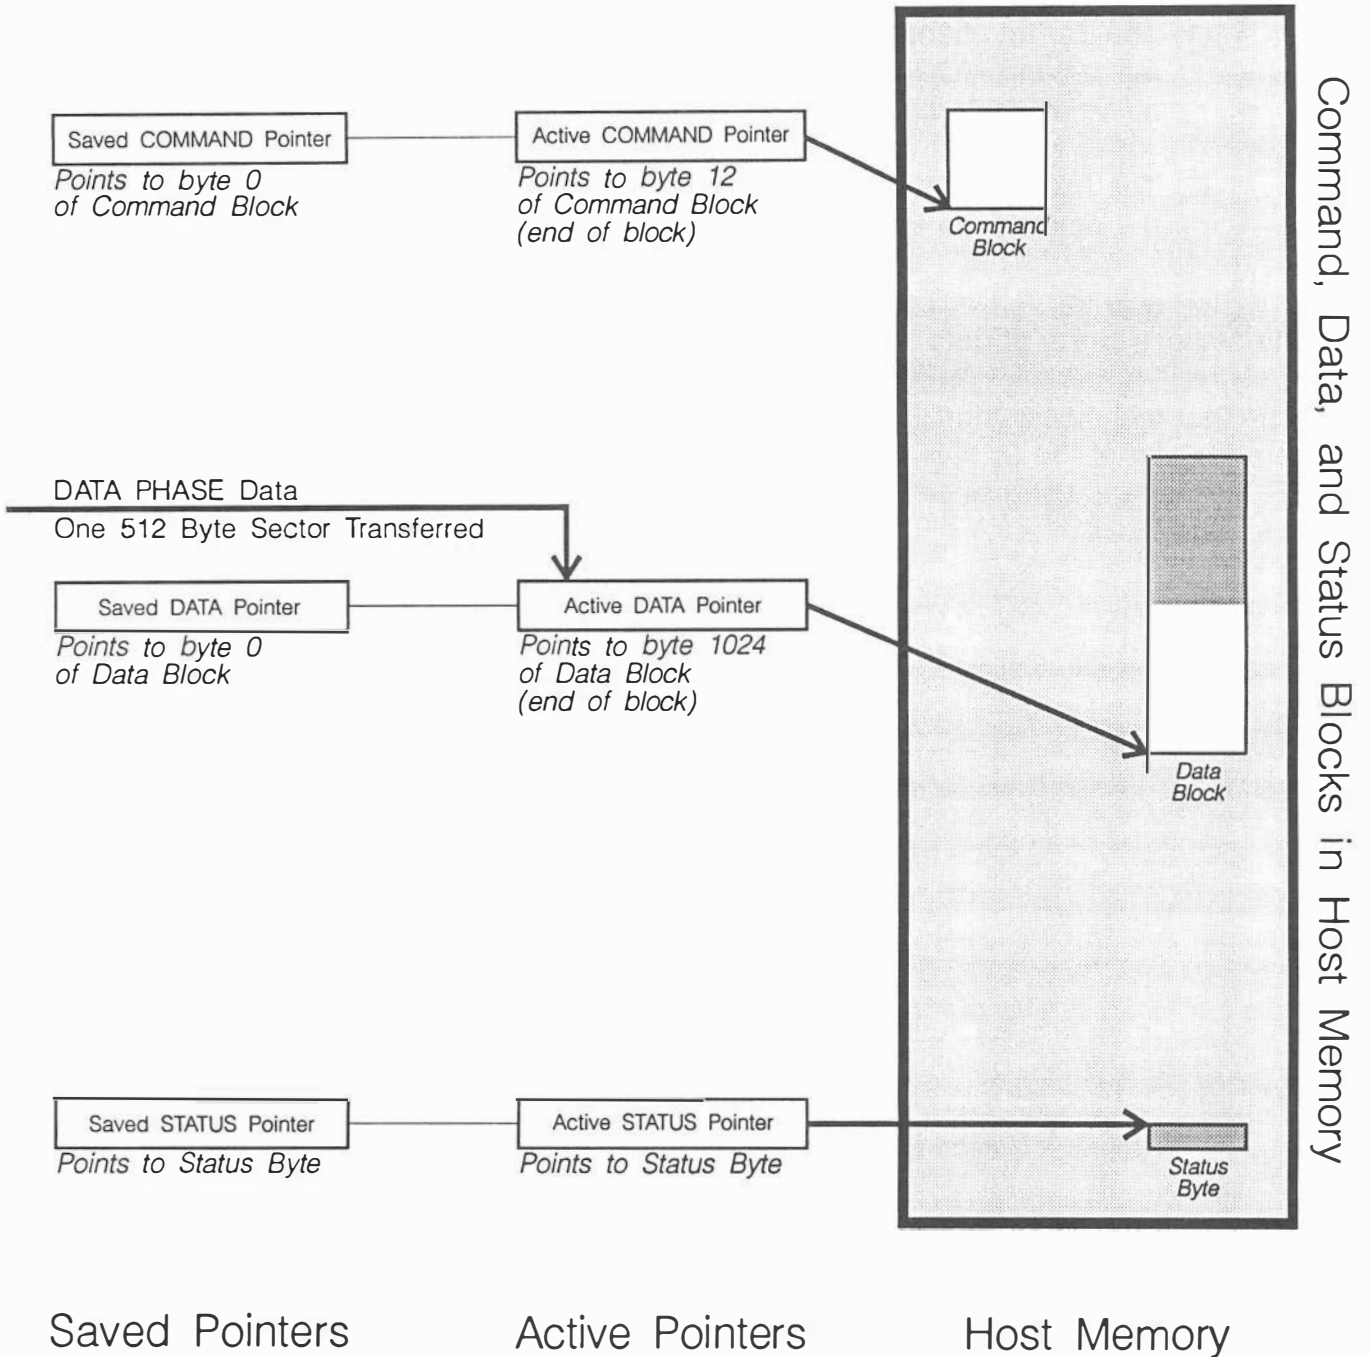 Saved COMMAND Pointer
Points to byte 0
of Command Block
Active COMMAND Pointer
Points to byte 12
of Command Block
(end of block)
Command
Block
DATA PHASE Data
One 512 Byte Sector Transferred
Saved DATA Pointer
Points to byte 0
of Data Block
Active DATA Pointer
Points to byte 1024
of Data Block
(end of block)
Data
Block
Saved STATUS Pointer
Points to Status Byte
Active STATUS Pointer
Points to Status Byte
Status
Byte
Command, Data, and Status Blocks in Host Memory
Saved Pointers
Active Pointers
Host Memory